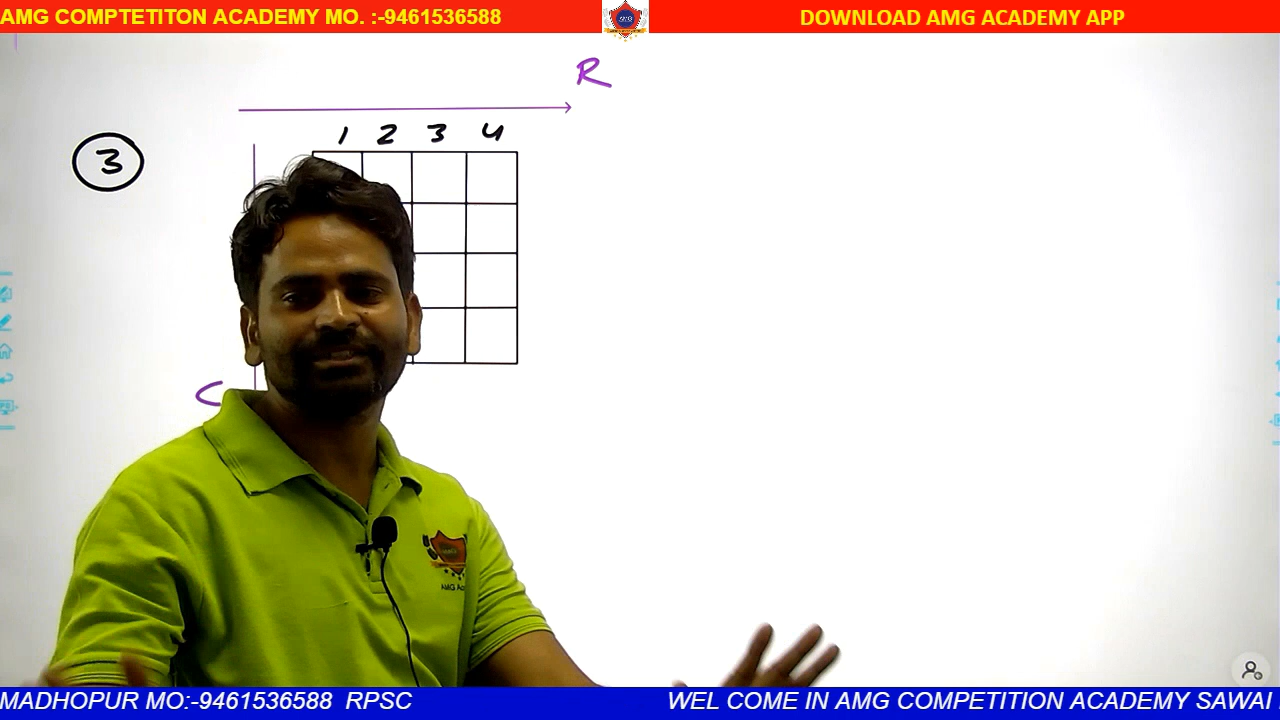 AMG COMPTETITON ACADEMY MO. :-9461536588
DOWNLOAD AMG ACADEMY APP
R
1 2 3 4
3
C
AMG
MADHOPUR MO:-9461536588 RPSC
WEL COME IN AMG COMPETITION ACADEMY SAWAI